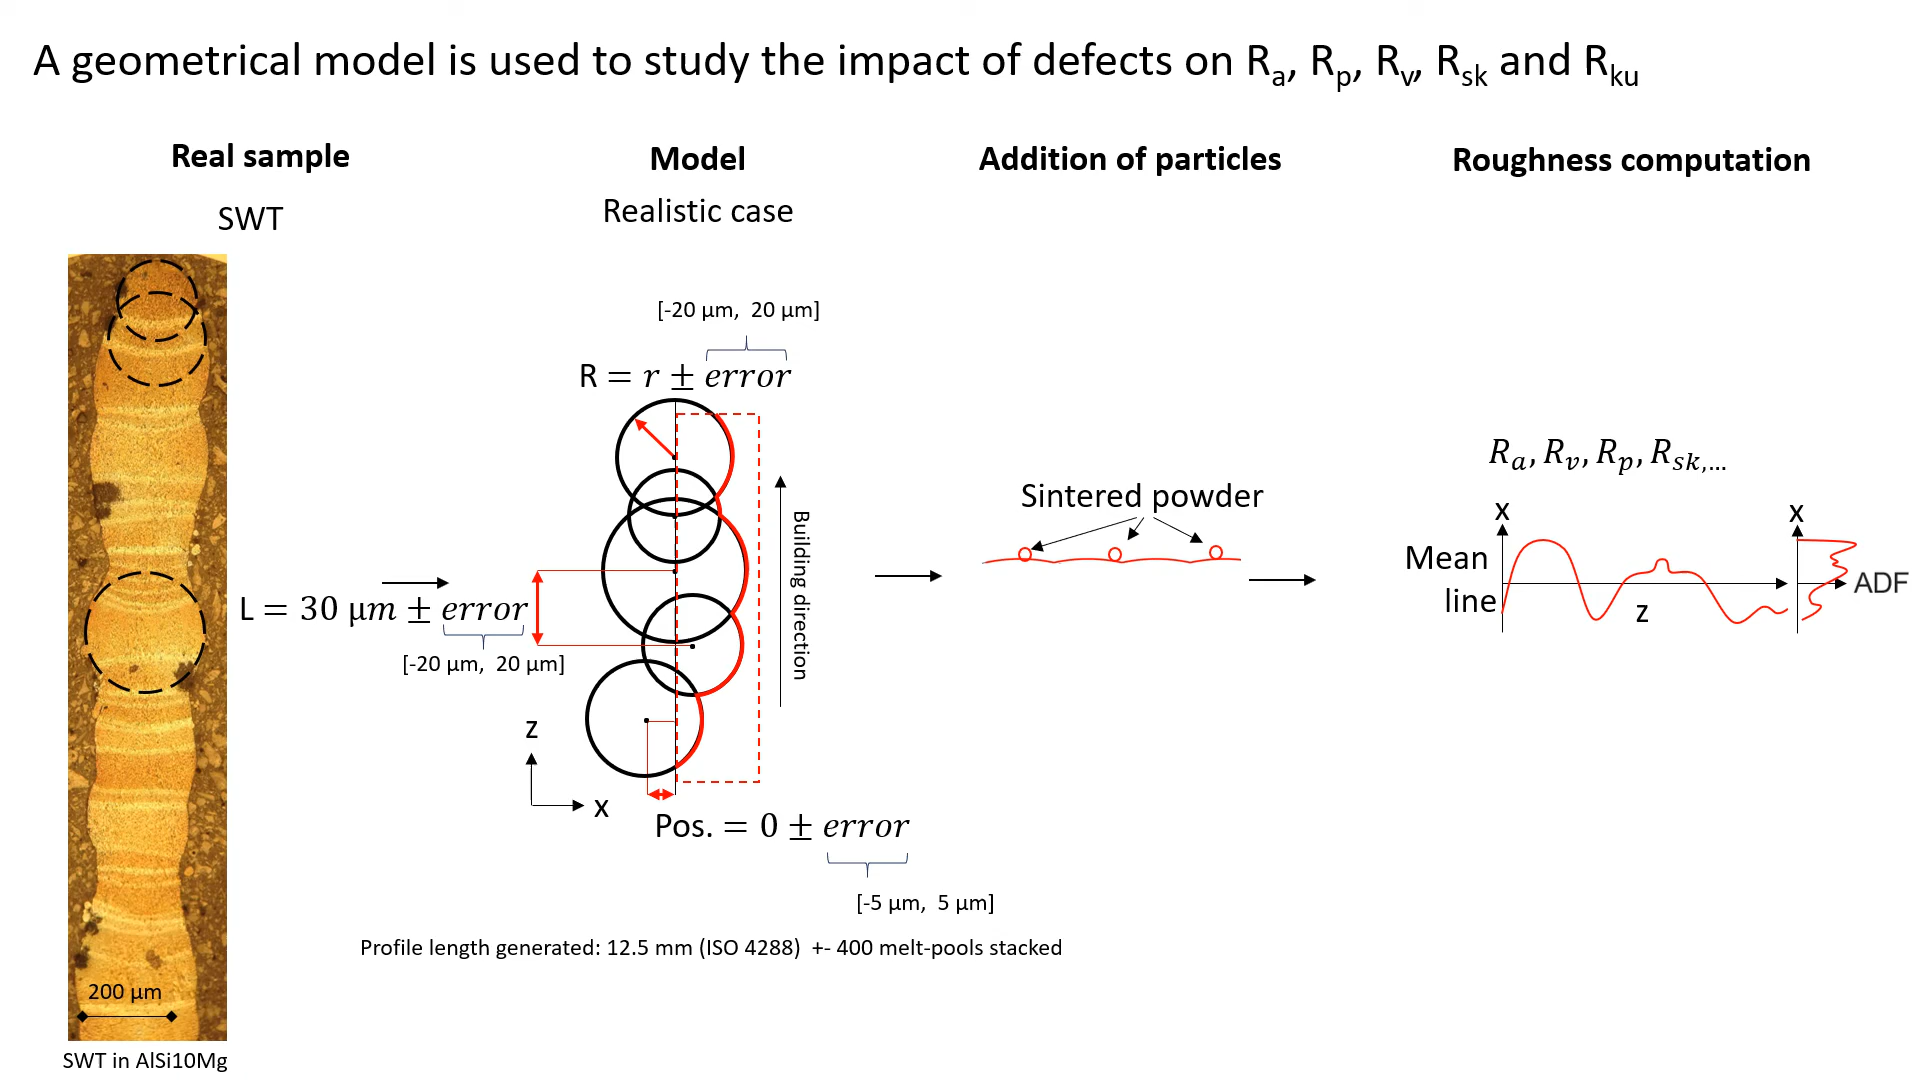 A geometrical model is used to study the impact of defects on Ra, Rp, Rv, Rsk and Rku
Real sample
SWT
200 µm
SWT in AlSi10Mg
Model
Realistic case
[-20 µm, 20 µm]
R = r ± error
L = 30 µm ± error
[-20 µm, 20 µm]
Building direction
z
x
Pos. = 0 ± error
[-5 µm, 5 µm]
Profile length generated: 12.5 mm (ISO 4288) +- 400 melt-pools stacked
Addition of particles
Sintered powder
Roughness computation
Ra, Rv, Rp, Rsk,...
x
x
Mean
line
z
ADF